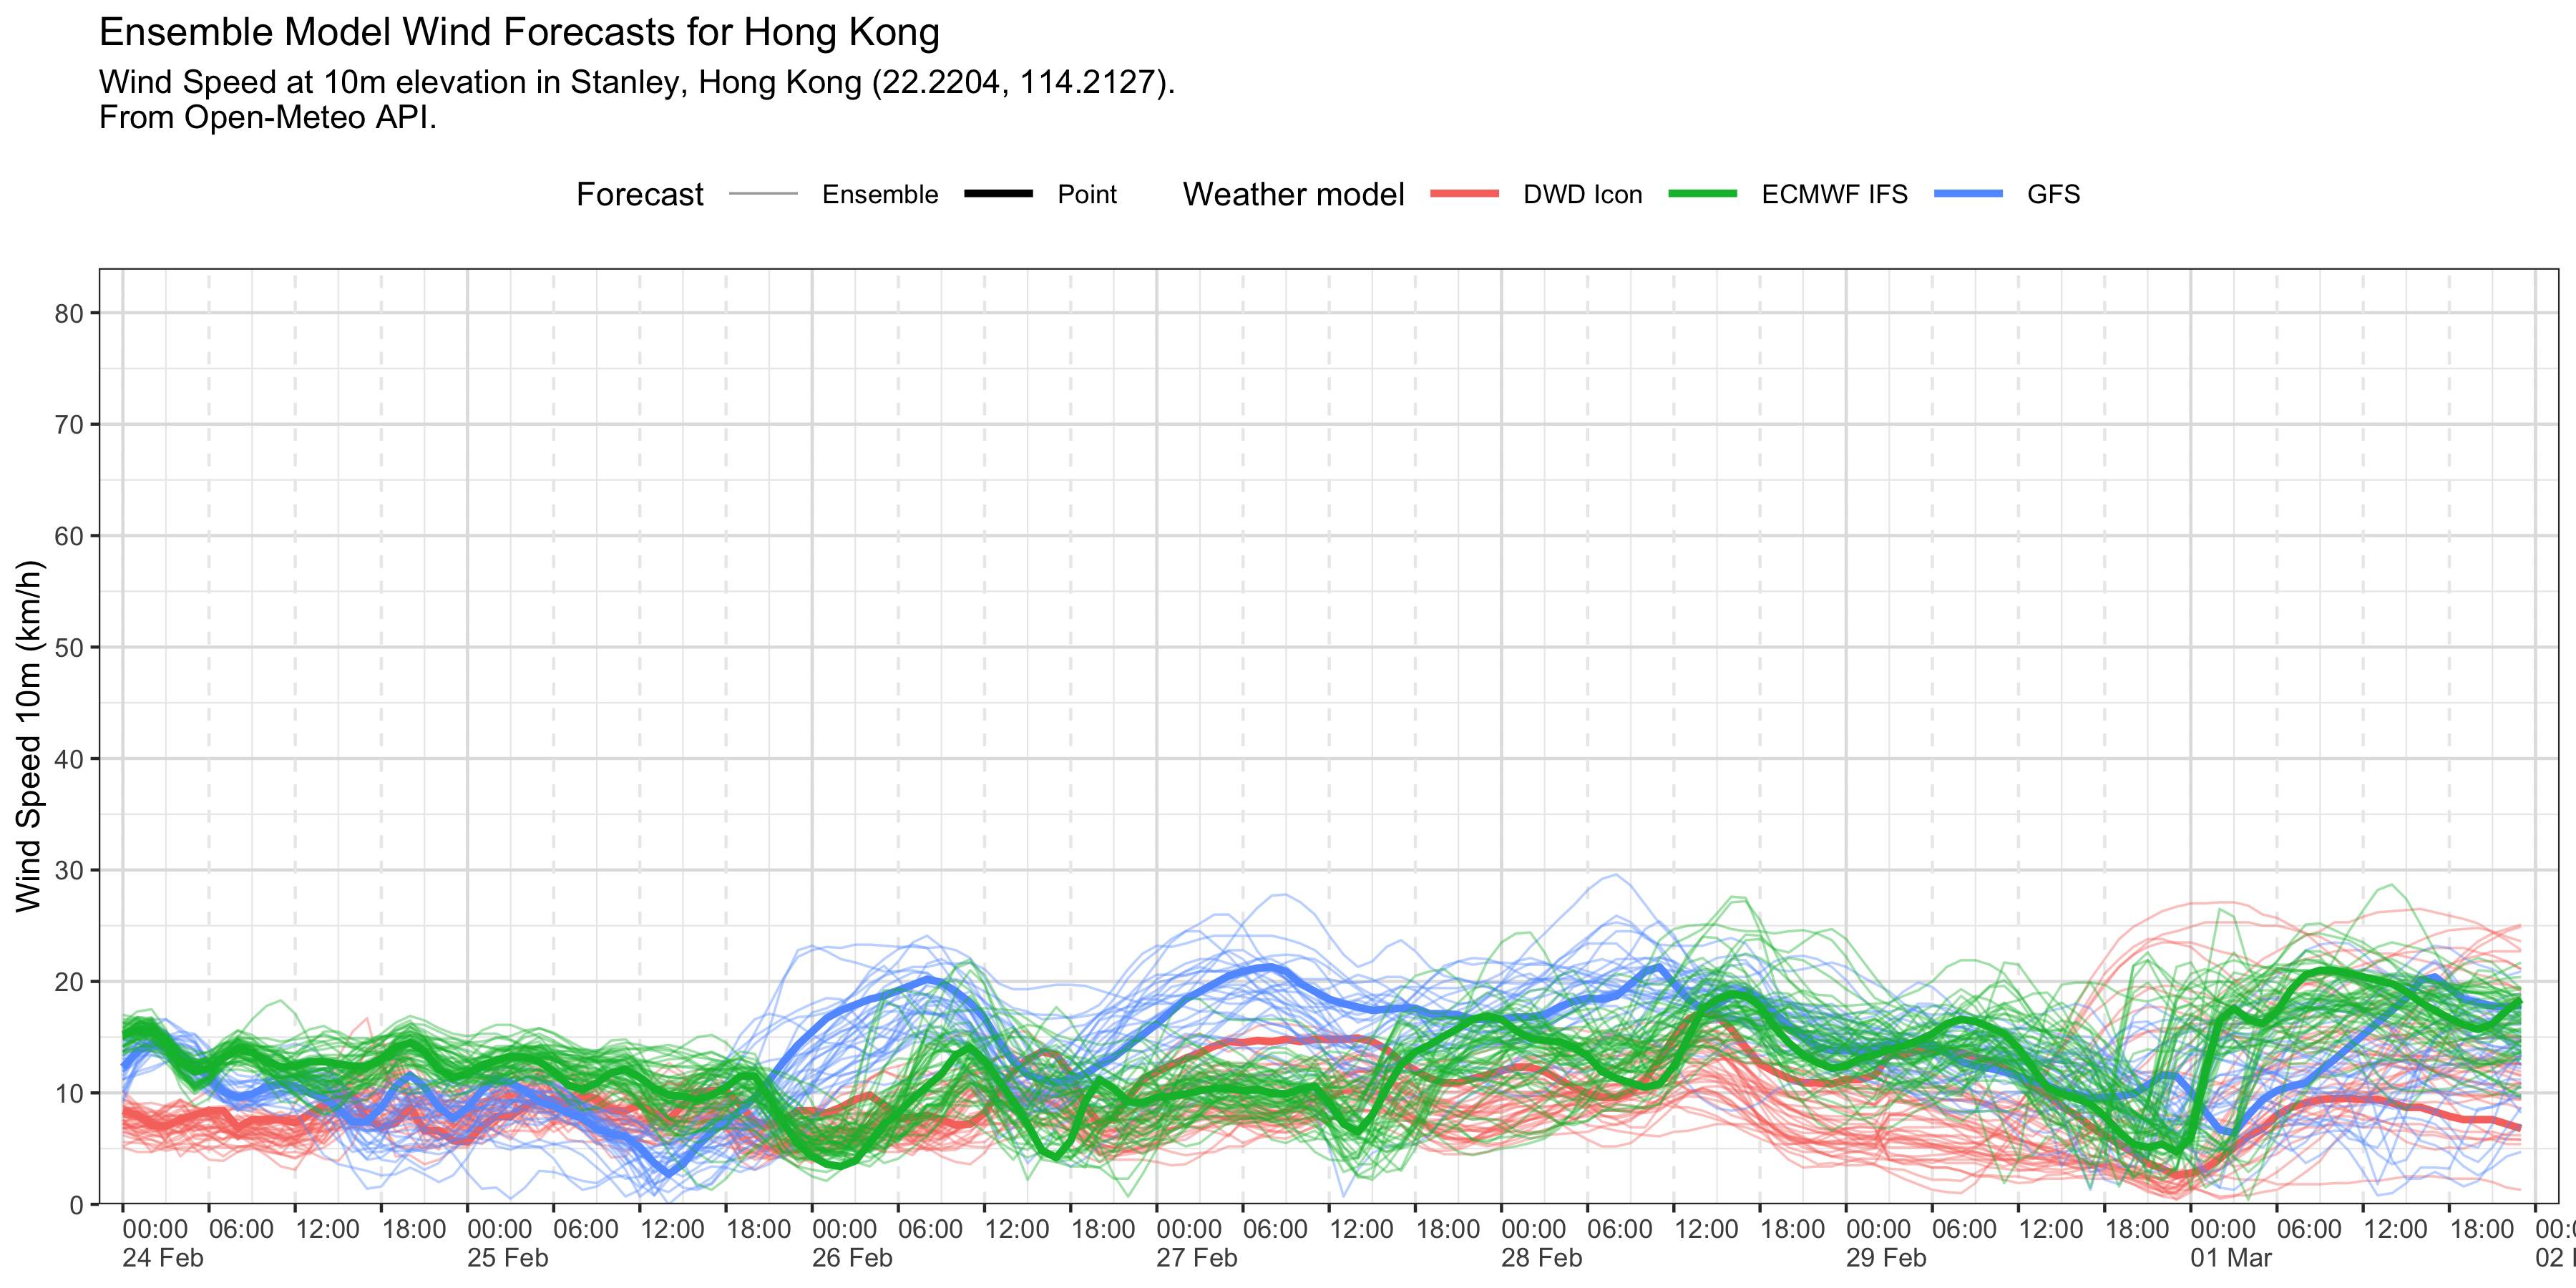 Ensemble Model Wind Forecasts for Hong Kong
Wind Speed at 10m elevation in Stanley, Hong Kong (22.2204, 114.2127).
From Open-Meteo API.
Forecast Ensemble Point Weather model DWD Icon ECMWF IFS GFS
Wind Speed 10m (km/h)
80
70
60
50
40
30
20
10
0
00:00 06:00 12:00 18:00 00:00 06:00 12:00 18:00 00:00 06:00 12:00 18:00 00:00 06:00 12:00 18:00 00:00 06:00 12:00 18:00 00:00 06:00 12:00 18:00 00:00 06:00 12:00 18:00
24 Feb 25 Feb 26 Feb 27 Feb 28 Feb 29 Feb 01 Mar 02